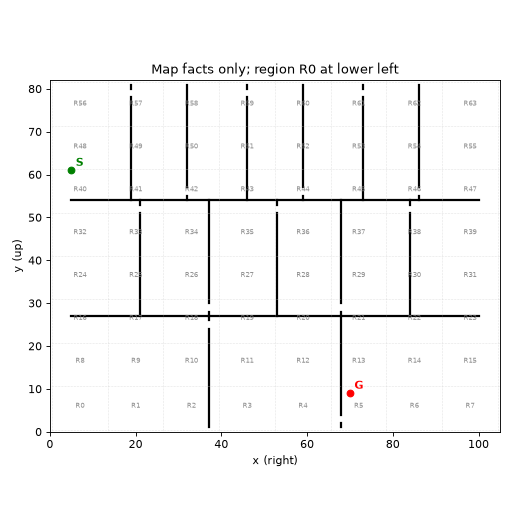 Map facts only; region R0 at lower left
80
R56 R57 R58 R59 R60 R61 R62 R63
70
R48 R49 R50 R51 R52 R53 R54 R55
S
60
R40 R41 R42 R43 R44 R45 R46 R47
50
R32 R33 R34 R35 R36 R37 R38 R39
40
R24 R25 R26 R27 R28 R29 R30 R31
30
R16 R17 R18 R19 R20 R21 R22 R23
20
R8 R9 R10 R11 R12 R13 R14 R15
10
G
R0 R1 R2 R3 R4 R5 R6 R7
0
0 20 40 60 80 100
x (right)
y (up)